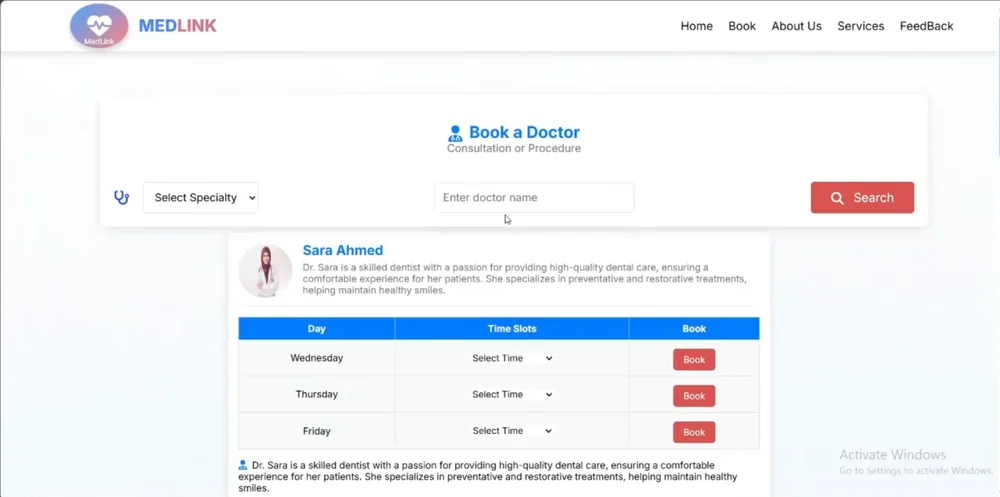 MedLink
MEDLINK
Home
Book
About Us
Services
FeedBack
Book a Doctor
Consultation or Procedure
Select Specialty
Enter doctor name
Search
Sara Ahmed
Dr. Sara is a skilled dentist with a passion for providing high-quality dental care, ensuring a
comfortable experience for her patients. She specializes in preventative and restorative treatments,
helping maintain healthy smiles.
Day
Time Slots
Book
Wednesday
Select Time
Book
Thursday
Select Time
Book
Friday
Select Time
Book
Dr. Sara is a skilled dentist with a passion for providing high-quality dental care, ensuring a comfortable
experience for her patients. She specializes in preventative and restorative treatments, helping maintain healthy
smiles.
Activate Windows
Go to Settings to activate Windows.